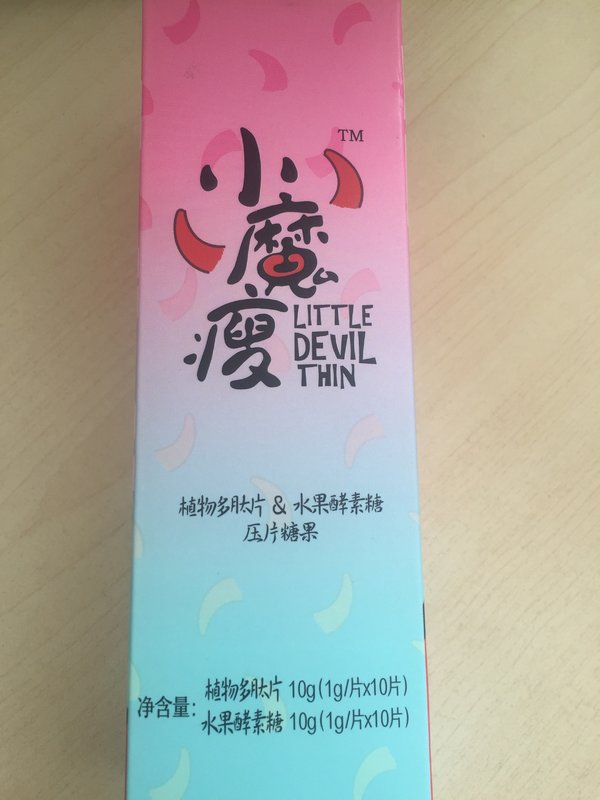 小魔瘦
TM
LITTLE
DEVIL
THIN
植物多肽片 & 水果酵素糖
压片糖果
净含量:
植物多肽片 10g(1g/片x10片)
水果酵素糖 10g(1g/片x10片)